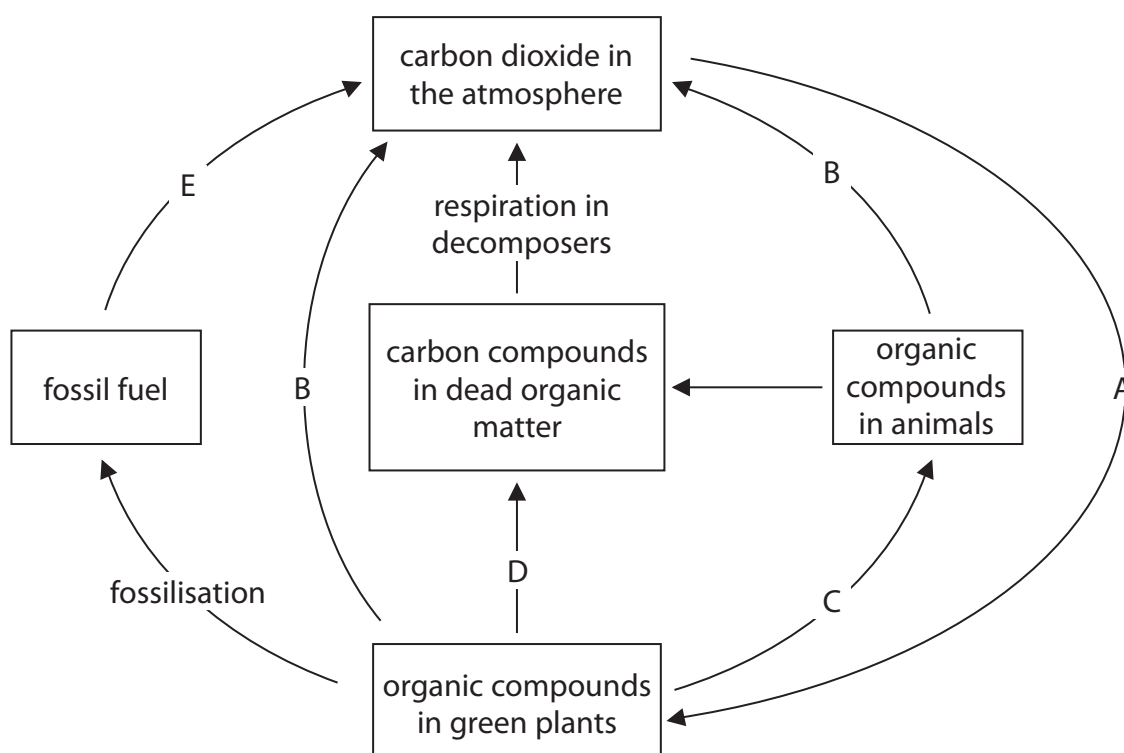 carbon dioxide in
the atmosphere
E
B
respiration in
decomposers
fossil fuel
B
carbon compounds
in dead organic
matter
organic
compounds
in animals
A
fossilisation
D
C
organic compounds
in green plants